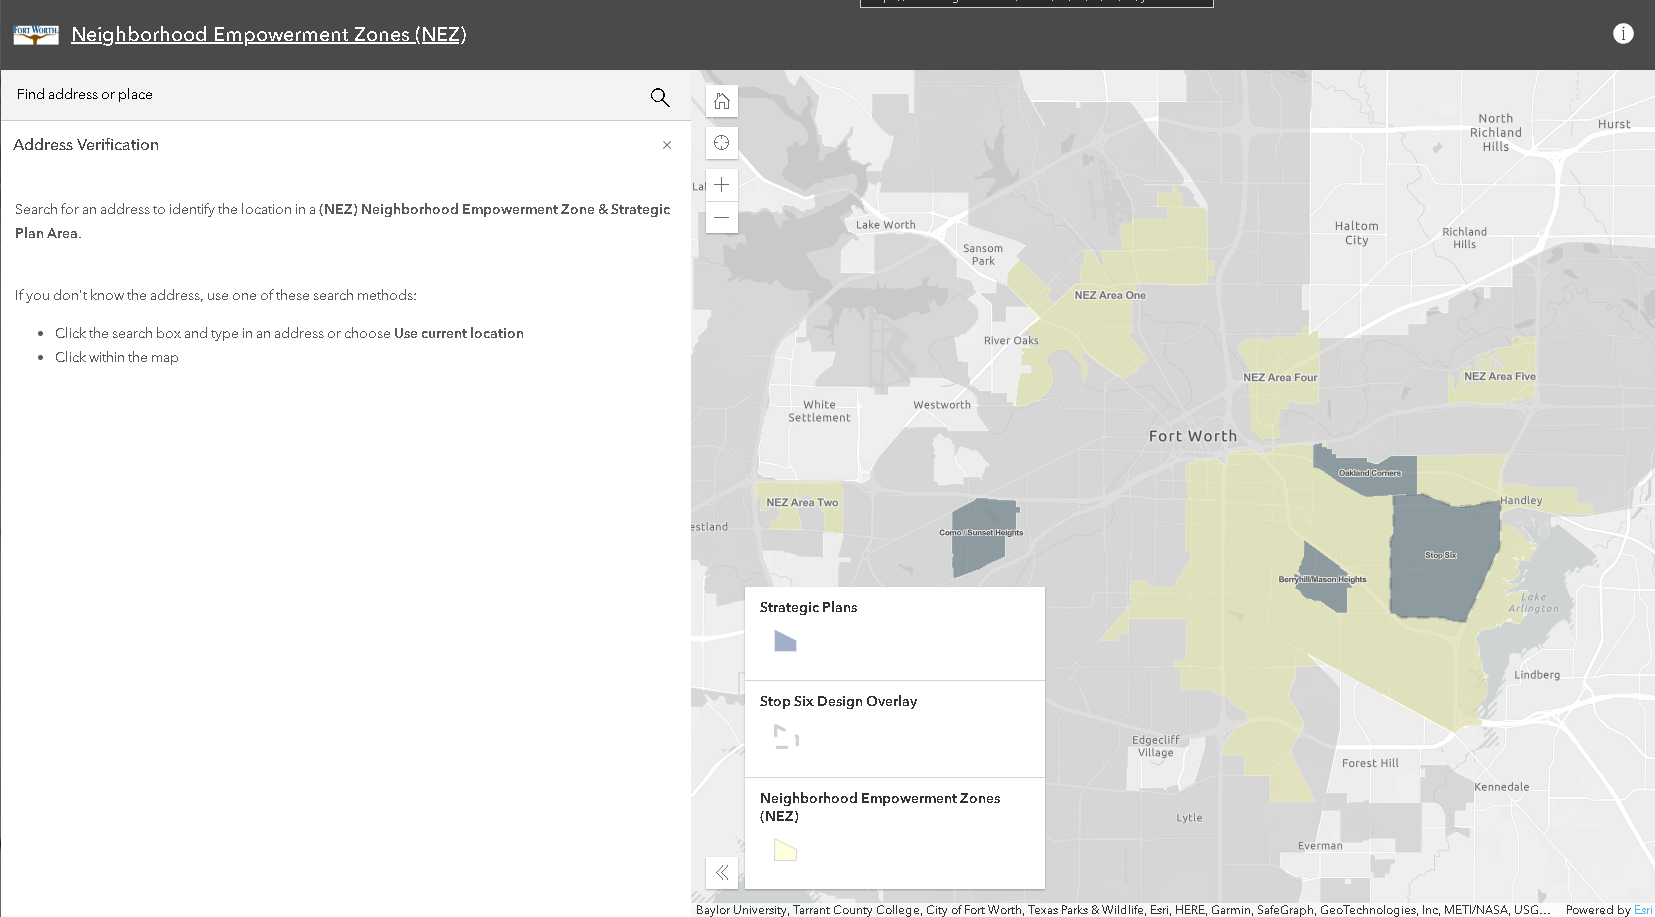 FORT WORTH
Neighborhood Empowerment Zones (NEZ)
i
Find address or place
Address Verification
Search for an address to identify the location in a (NEZ) Neighborhood Empowerment Zone & Strategic
Plan Area.
If you don't know the address, use one of these search methods:
• Click the search box and type in an address or choose Use current location
• Click within the map
North
Richland
Hills
Hurst
Lake Worth
Sansom
Park
Haltom
City
Richland
Hills
NEZ Area One
River Oaks
NEZ Area Four
NEZ Area Five
White
Settlement
Westworth
Fort Worth
Oakland Corners
NEZ Area Two
Handley
estland
Como / Sunset Heights
Stop Six
Berryhill/Mason Heights
Lake
Arlington
Lindberg
Edgecliff
Village
Forest Hill
Kennedale
Lytle
Everman
Strategic Plans
Stop Six Design Overlay
Neighborhood Empowerment Zones
(NEZ)
Baylor University, Tarrant County College, City of Fort Worth, Texas Parks & Wildlife, Esri, HERE, Garmin, SafeGraph, GeoTechnologies, Inc, METI/NASA, USG... Powered by Esri